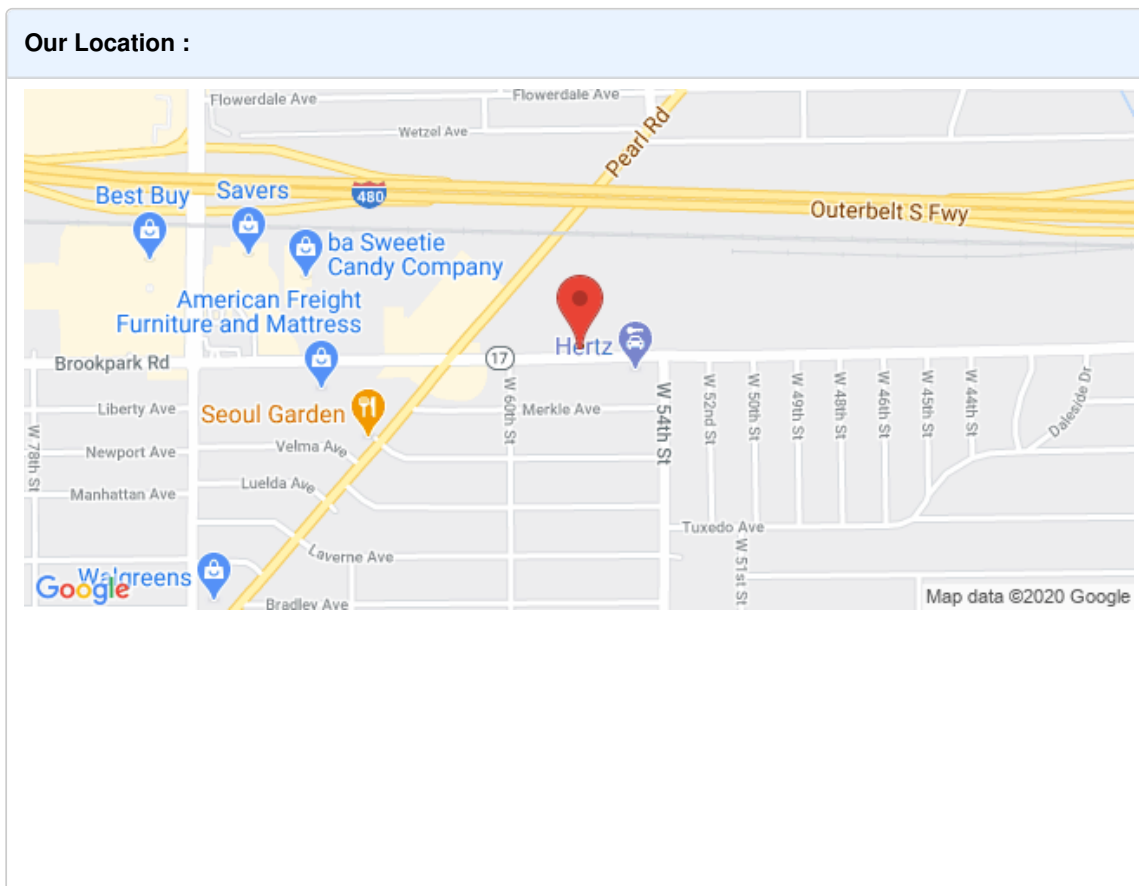 Our Location :
Flowerdale Ave
Flowerdale Ave
Wetzel Ave
Pearl Rd
480
Outerbelt S Fwy
Best Buy
Savers
ba Sweetie
Candy Company
American Freight
Furniture and Mattress
Brookpark Rd
17
Hertz
Liberty Ave
Seoul Garden
W 60th St
Merkle Ave
W 54th St
W 52nd St
W 50th St
W 49th St
W 48th St
W 46th St
W 45th St
W 44th St
Daleside Dr
W 78th St
Newport Ave
Velma Ave
Manhattan Ave
Luelda Ave
Tuxedo Ave
Laverne Ave
W 51st St
Walgreens
Google
Bradley Ave
Map data ©2020 Google